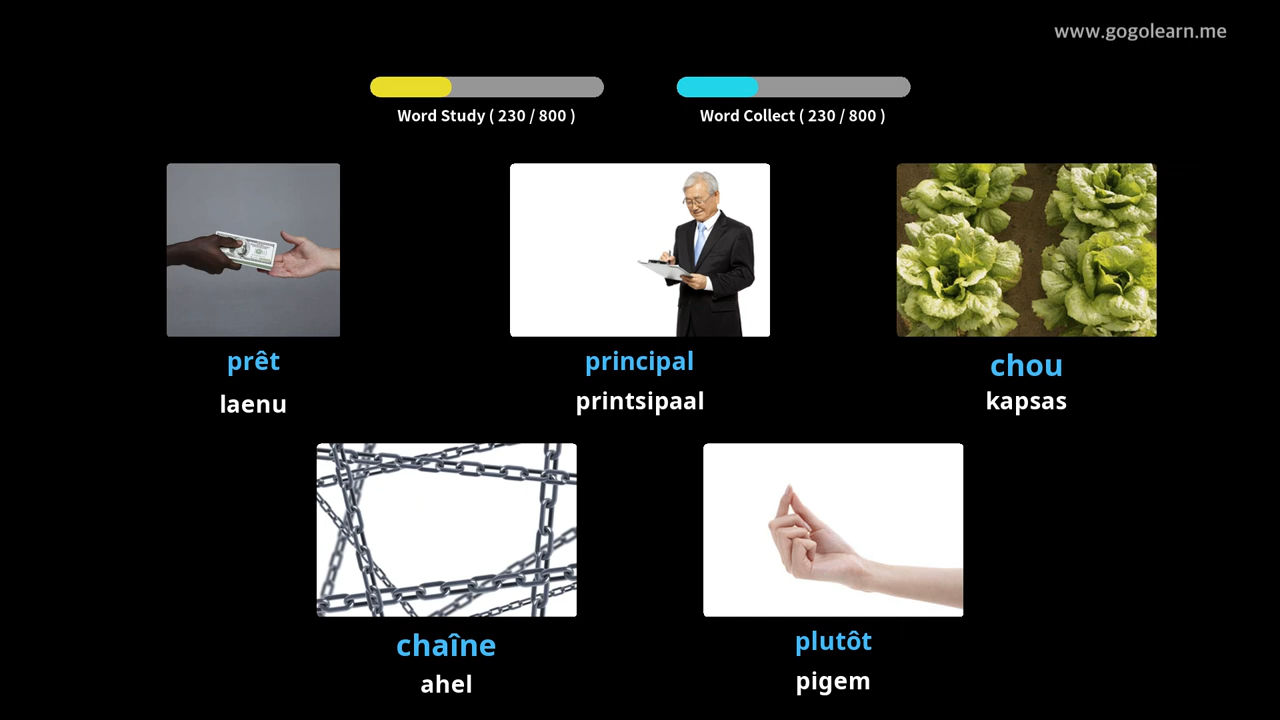 www.gogolearn.me
Word Study ( 230 / 800 )
Word Collect ( 230 / 800 )
prêt
laenu
principal
printsipaal
chou
kapsas
chaîne
ahel
plutôt
pigem